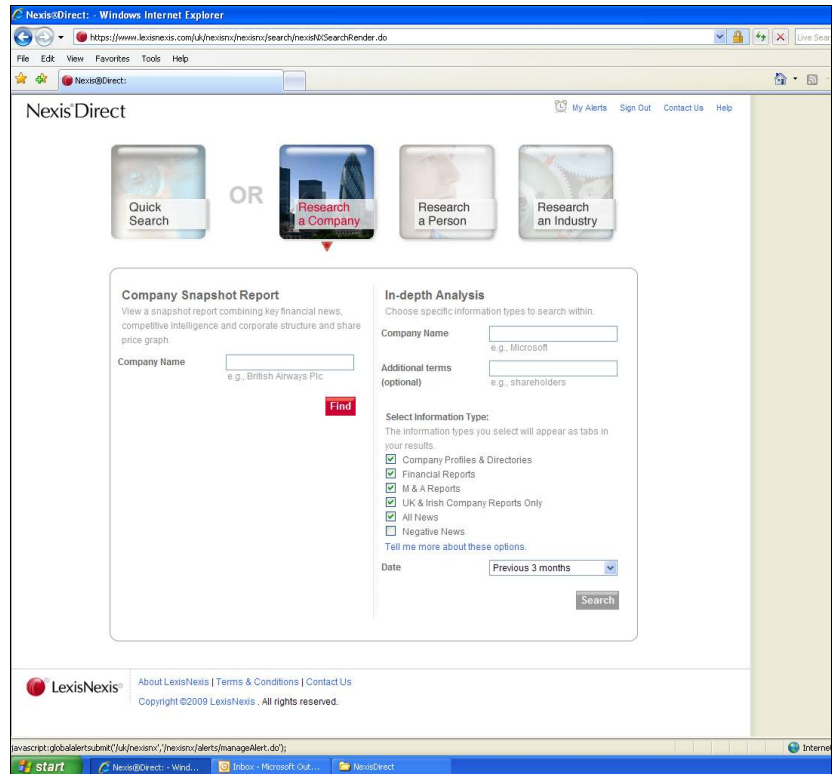 Nexis®Direct: - Windows Internet Explorer
https://www.lexisnexis.com/uk/nexisnx/nexisnx/search/nexisNXSearchRender.do
Live Sear
File Edit View Favorites Tools Help
Nexis®Direct:
Nexis®Direct
My Alerts Sign Out Contact Us Help
Quick
Search
OR
Research
a Company
Research
a Person
Research
an Industry
Company Snapshot Report
View a snapshot report combining key financial news,
competitive intelligence and corporate structure and share
price graph.
Company Name
e.g., British Airways Plc
Find
In-depth Analysis
Choose specific information types to search within.
Company Name
e.g., Microsoft
Additional terms
(optional)
e.g., shareholders
Select Information Type:
The information types you select will appear as tabs in
your results.
Company Profiles & Directories
Financial Reports
M & A Reports
UK & Irish Company Reports Only
All News
Negative News
Tell me more about these options.
Date
Previous 3 months
Search
LexisNexis®
About LexisNexis | Terms & Conditions | Contact Us
Copyright ©2009 LexisNexis . All rights reserved.
javascript:globalalertsubmit('/uk/nexisnx','/nexisnx/alerts/manageAlert.do');
Internet
start
Nexis®Direct: - Wind...
Inbox - Microsoft Out...
NexisDirect